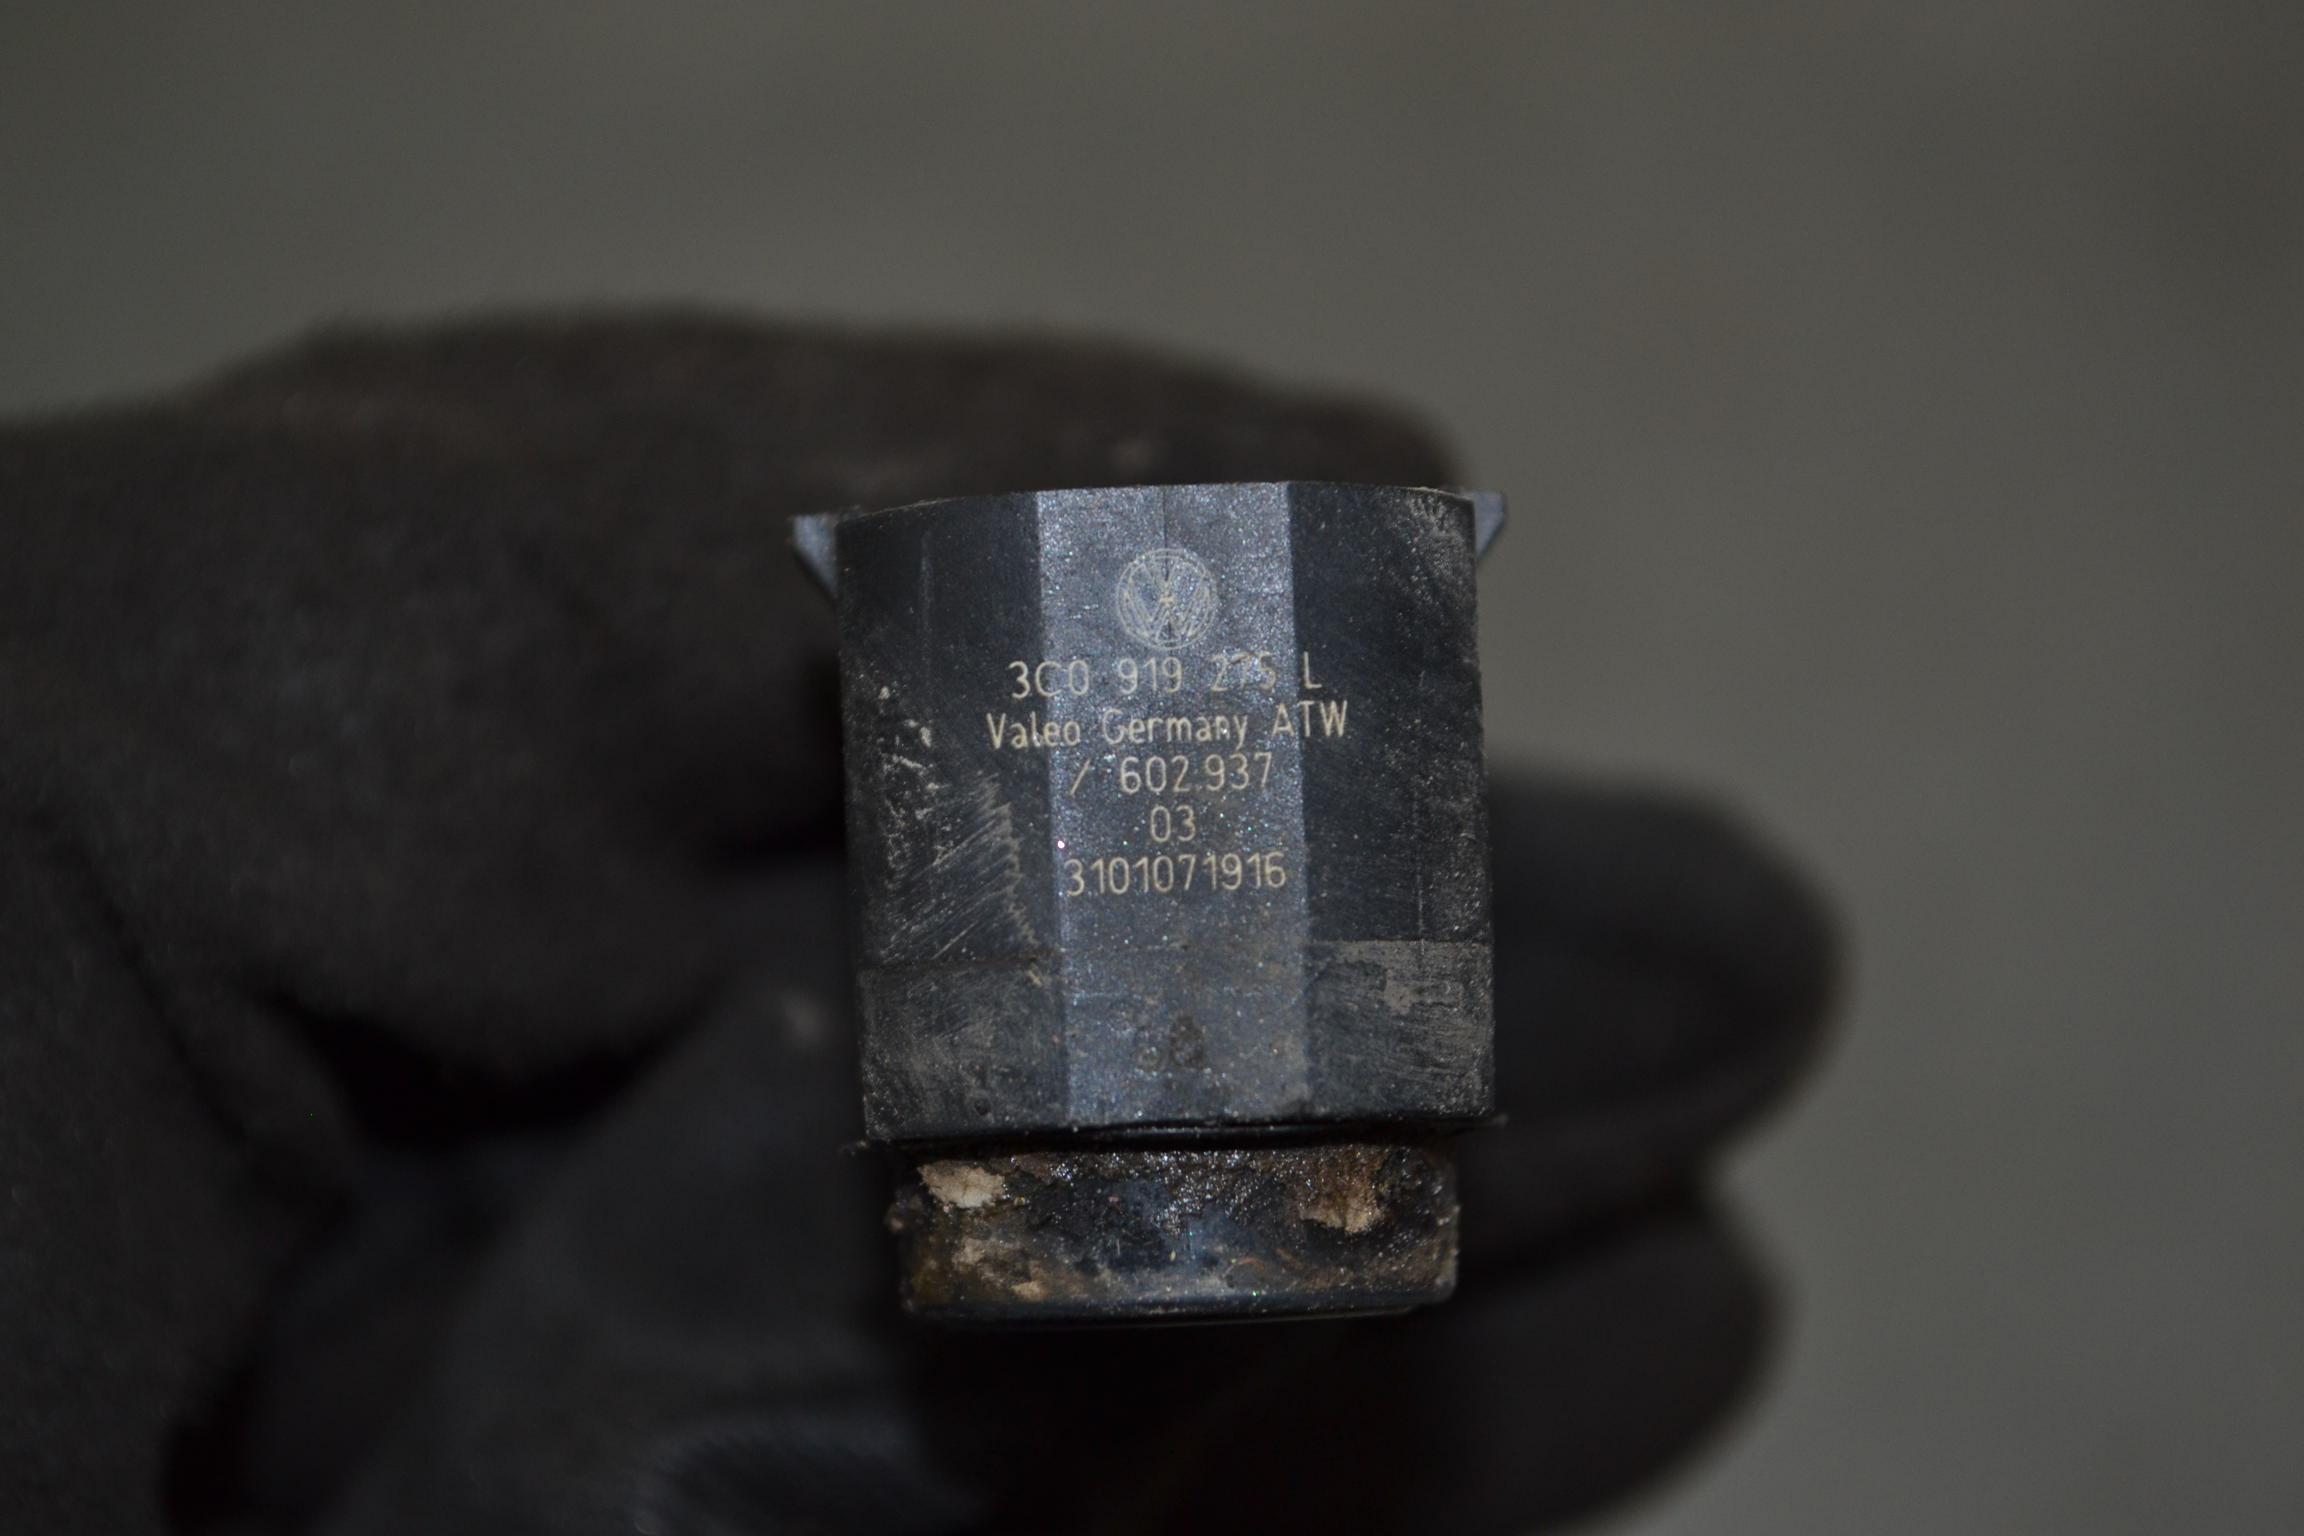 3C0 919 275 L
Valeo Germany ATW
/ 602.937
03
3101071916